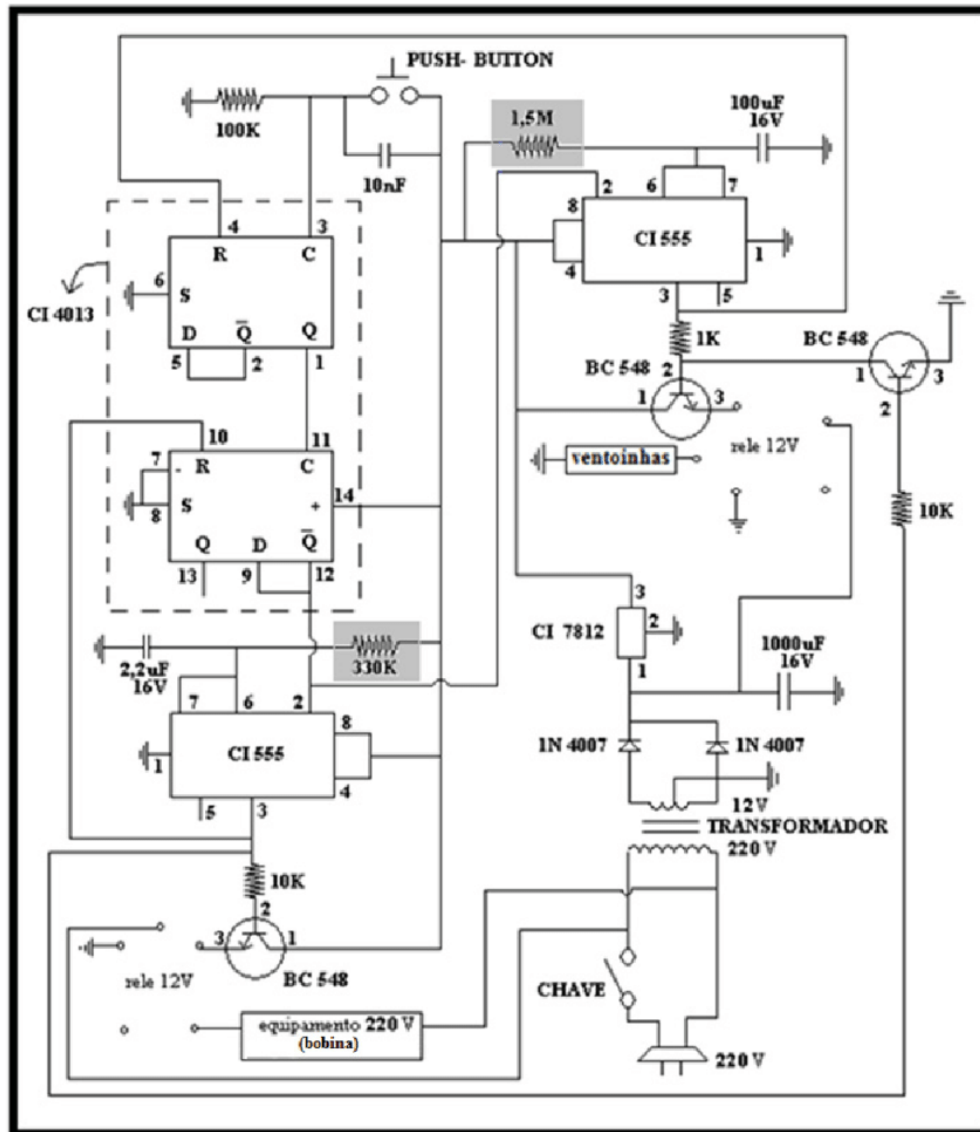 PUSH- BUTTON
100K
10nF
1,5M
100uF
16V
4 3
R C
6 S
D Q̅ Q
5 2 1
CI 4013
2 6 7
8
CI 555
4
1
3 5
1K
BC 548
2
1 3
BC 548
1 3
2
10 11
7 - R C
8 S + 14
Q D Q̅
13 9 12
ventoinhas
rele 12V
10K
3
CI 7812 2
1
1000uF
16V
2,2uF
16V
330K
7 6 2
8
CI 555
1
4
5 3
1N 4007 1N 4007
12V
TRANSFORMADOR
220 V
10K
2
3 1
BC 548
rele 12V
CHAVE
equipamento 220 V
(bobina)
220 V